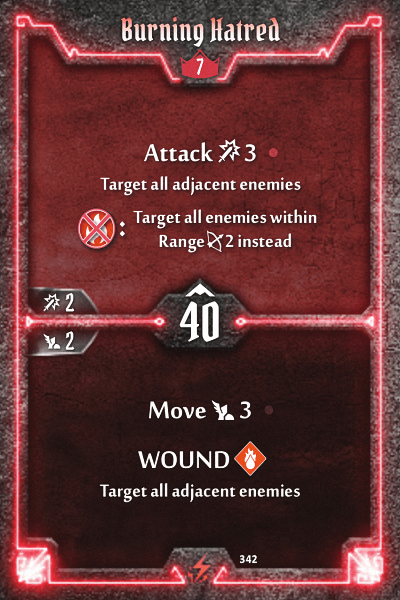 Burning Hatred
7
Attack 3
Target all adjacent enemies
: Target all enemies within
Range 2 instead
2
40
2
Move 3
WOUND
Target all adjacent enemies
342